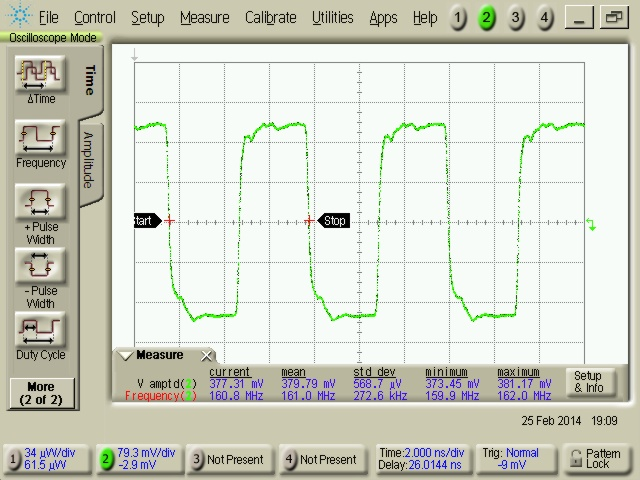 File Control Setup Measure Calibrate Utilities Apps Help 1 2 3 4
Oscilloscope Mode
ΔTime
Frequency
+ Pulse
Width
- Pulse
Width
Duty Cycle
More
(2 of 2)
Time
Amplitude
Start
Stop
Measure
current mean std dev minimum maximum
V amptd(2) 377.31 mV 379.79 mV 568.7 µV 373.45 mV 381.17 mV
Frequency(2) 160.8 MHz 161.0 MHz 272.6 kHz 159.9 MHz 162.0 MHz
Setup
& Info
25 Feb 2014 19:09
1 34 µW/div
61.5 µW
2 79.3 mV/div
-2.9 mV
3 Not Present
4 Not Present
Time:2.000 ns/div
Delay:26.0144 ns
Trig: Normal
-9 mV
Pattern
Lock